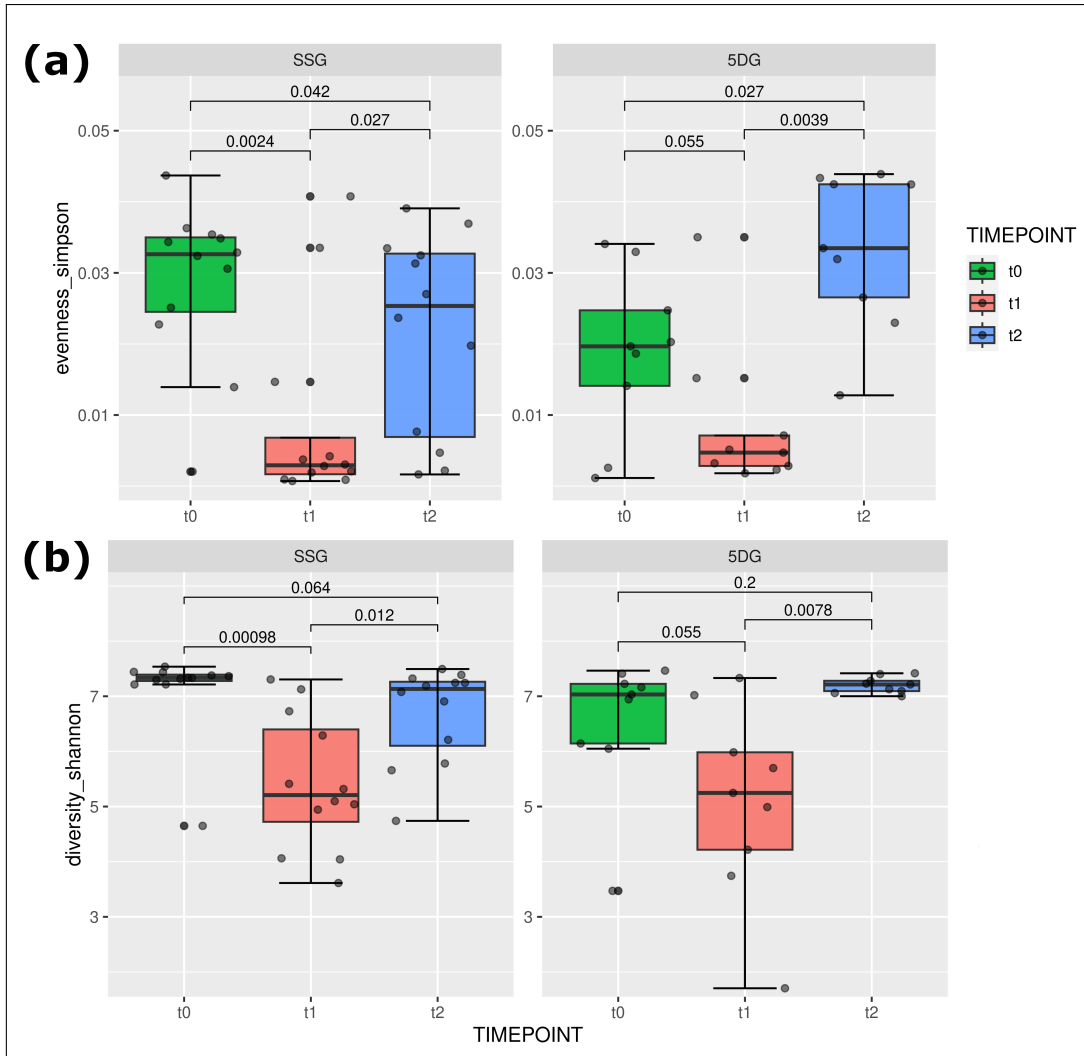 (a)
SSG
5DG
0.042
0.027
0.027
0.0039
0.0024
0.055
0.05
0.05
0.03
0.03
0.01
0.01
evenness_simpson
t0
t1
t2
t0
t1
t2
TIMEPOINT
t0
t1
t2
(b)
SSG
5DG
0.064
0.2
0.012
0.0078
0.00098
0.055
7
7
5
5
3
3
diversity_shannon
t0
t1
t2
t0
t1
t2
TIMEPOINT